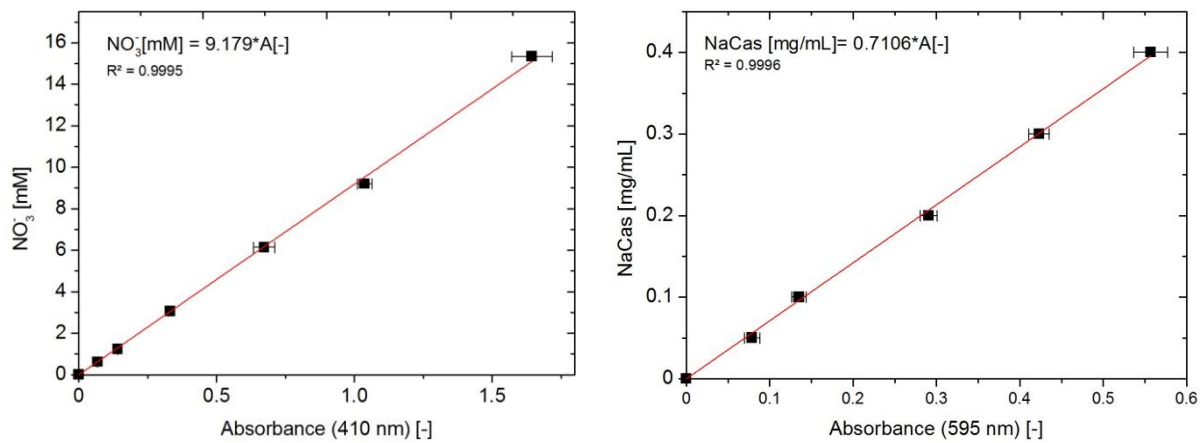 NO₃⁻[mM] = 9.179*A[-]
R² = 0.9995
16
14
12
10
8
6
4
2
0
NO₃⁻ [mM]
0 0.5 1.0 1.5
Absorbance (410 nm) [-]
NaCas [mg/mL]= 0.7106*A[-]
R² = 0.9996
0.4
0.3
0.2
0.1
0
NaCas [mg/mL]
0 0.1 0.2 0.3 0.4 0.5 0.6
Absorbance (595 nm) [-]